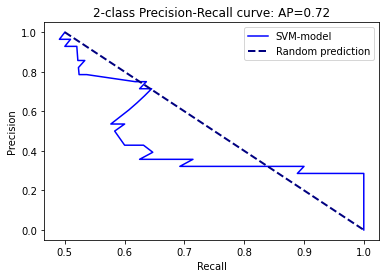 2-class Precision-Recall curve: AP=0.72
SVM-model
Random prediction
Precision
1.0
0.8
0.6
0.4
0.2
0.0
0.5 0.6 0.7 0.8 0.9 1.0
Recall